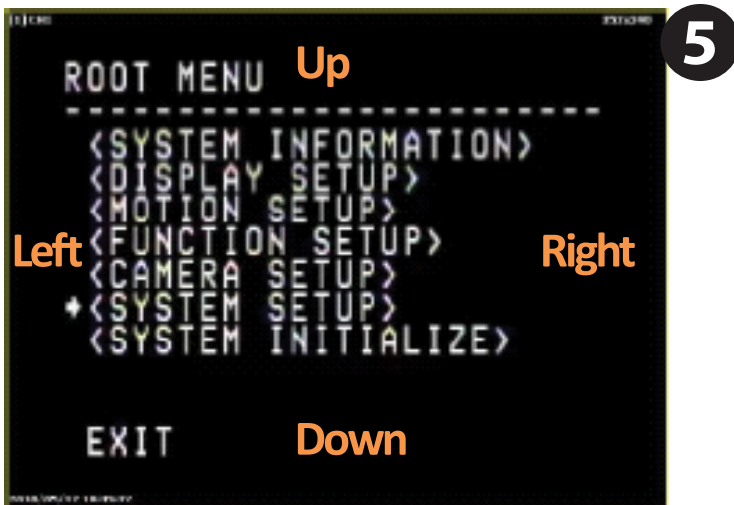 5
Up
ROOT MENU
<SYSTEM INFORMATION>
<DISPLAY SETUP>
<MOTION SETUP>
Left <FUNCTION SETUP> Right
<CAMERA SETUP>
<SYSTEM SETUP>
<SYSTEM INITIALIZE>
EXIT Down